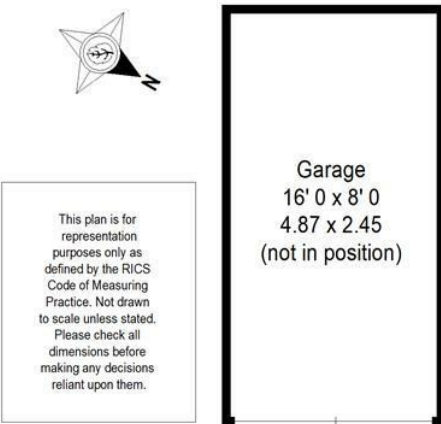 N
Garage
16' 0 x 8' 0
4.87 x 2.45
(not in position)
This plan is for
representation
purposes only as
defined by the RICS
Code of Measuring
Practice. Not drawn
to scale unless stated.
Please check all
dimensions before
making any decisions
reliant upon them.